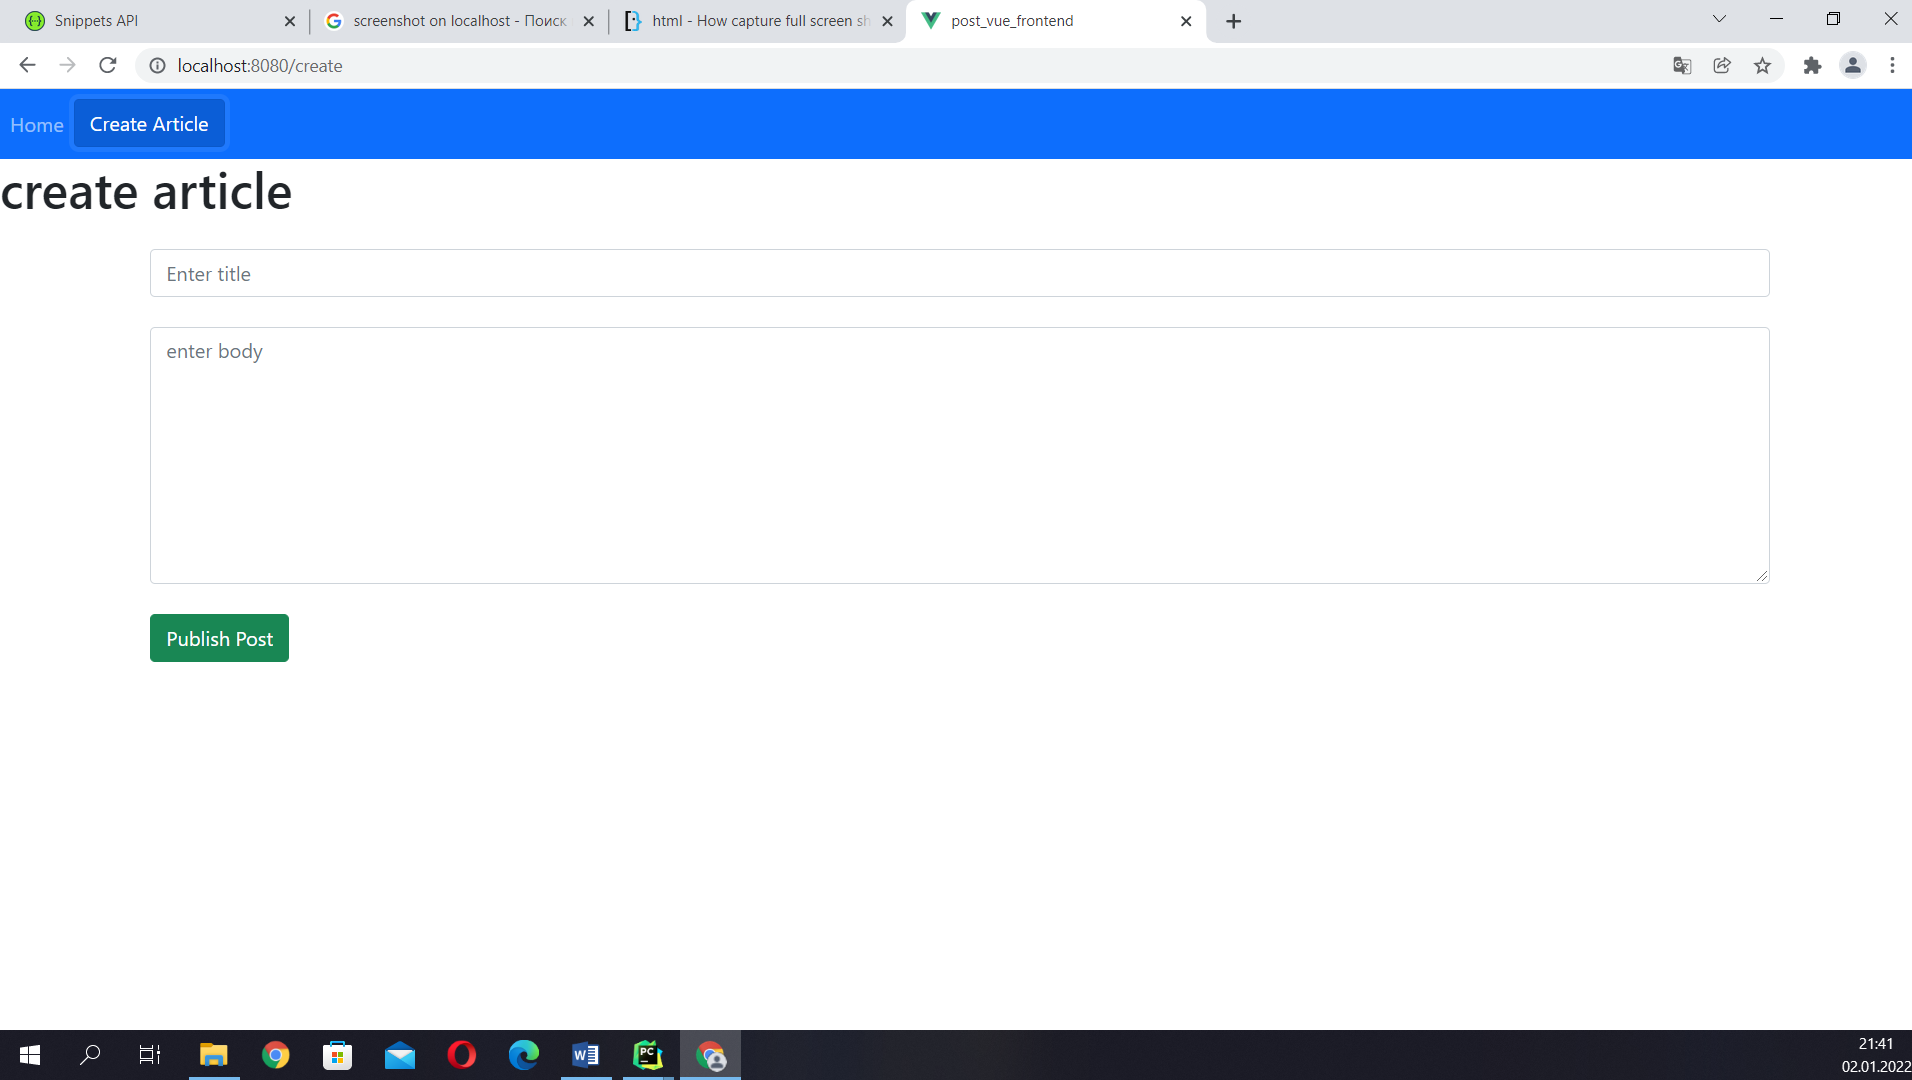 Snippets API
screenshot on localhost - Поиск
html - How capture full screen sh
post_vue_frontend
localhost:8080/create
Home
Create Article
create article
Enter title
enter body
Publish Post
21:41
02.01.2022